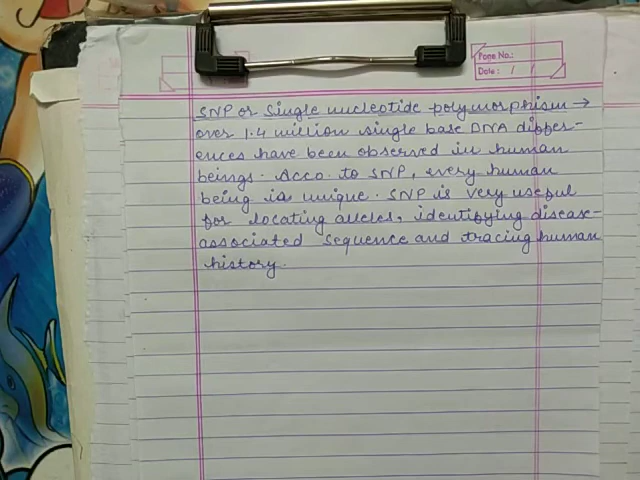 Page No.:
Date: / /
SNP or Single nucleotide polymorphism →
over 1.4 million single base DNA differ-
ences have been observed in human
beings. Acco. to SNP, every human
being is unique. SNP is very useful
for locating alleles, identifying disease-
associated sequence and tracing human
history.